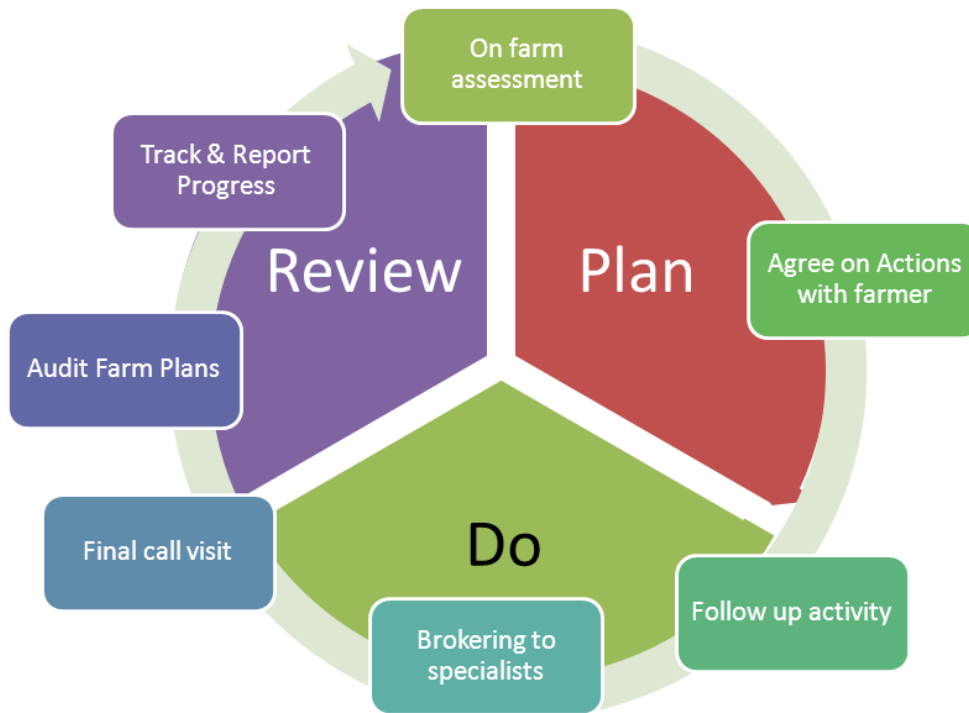 On farm
assessment
Track & Report
Progress
Review
Plan
Agree on Actions
with farmer
Audit Farm Plans
Do
Final call visit
Brokering to
specialists
Follow up activity